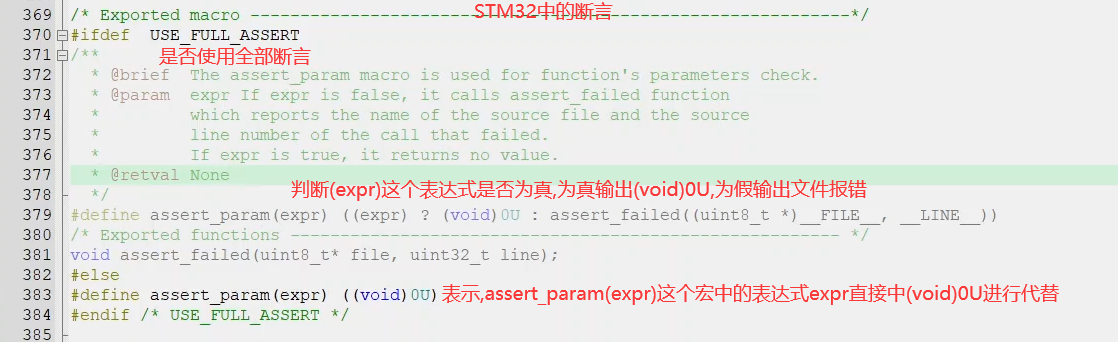 STM32中的断言
369 /* Exported macro ------------------------------------------------------------*/
370 #ifdef  USE_FULL_ASSERT
是否使用全部断言
371 /**
372   * @brief  The assert_param macro is used for function's parameters check.
373   * @param  expr If expr is false, it calls assert_failed function
374   *         which reports the name of the source file and the source
375   *         line number of the call that failed.
376   *         If expr is true, it returns no value.
377   * @retval None
判断(expr)这个表达式是否为真,为真输出(void)0U,为假输出文件报错
378   */
379 #define assert_param(expr) ((expr) ? (void)0U : assert_failed((uint8_t *)__FILE__, __LINE__))
380 /* Exported functions ------------------------------------------------------- */
381 void assert_failed(uint8_t* file, uint32_t line);
382 #else
383 #define assert_param(expr) ((void)0U) 表示,assert_param(expr)这个宏中的表达式expr直接中(void)0U进行代替
384 #endif /* USE_FULL_ASSERT */
385